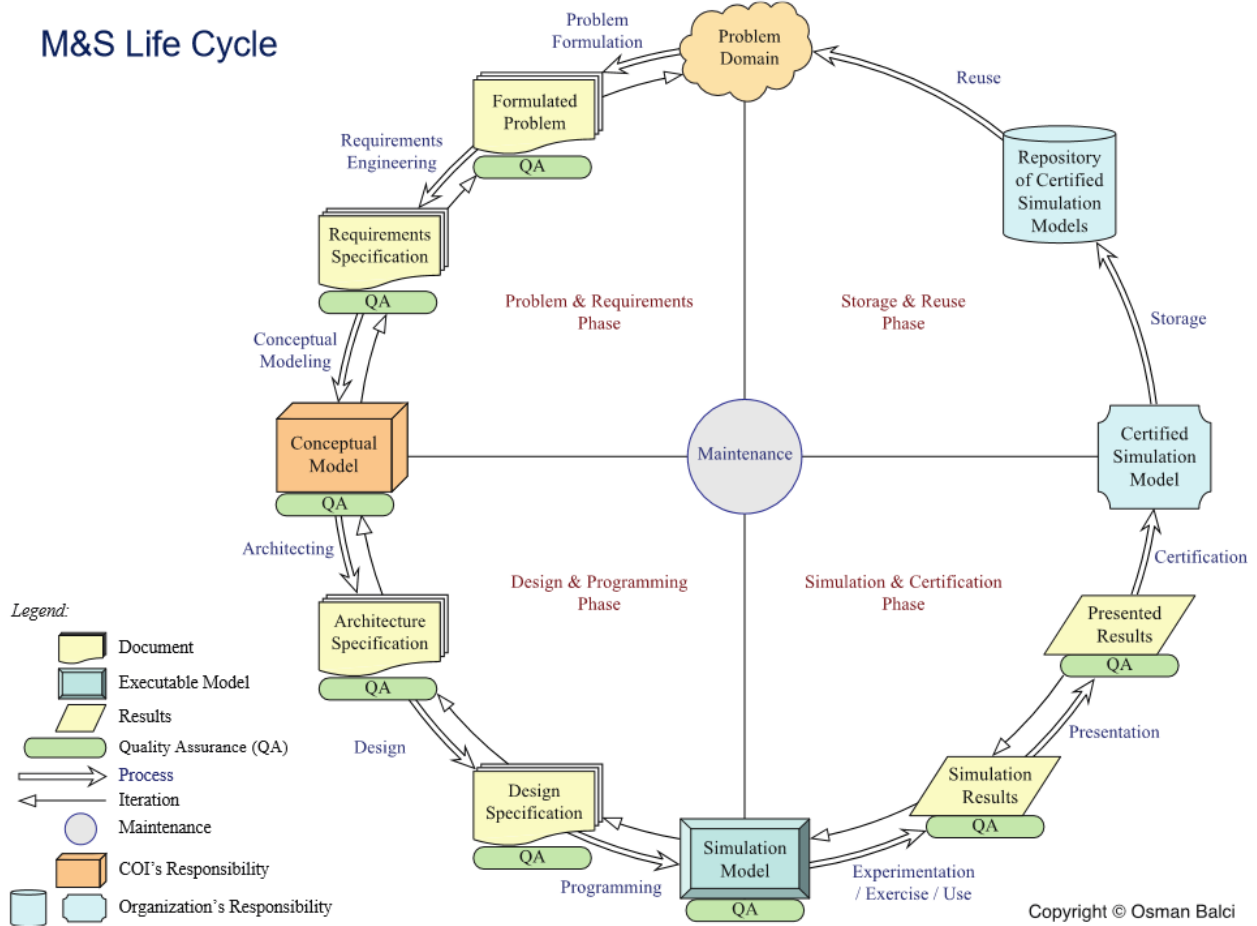 M&S Life Cycle
Problem
Formulation
Problem
Domain
Reuse
Formulated
Problem
QA
Requirements
Engineering
Repository
of Certified
Simulation
Models
Requirements
Specification
QA
Problem & Requirements
Phase
Storage & Reuse
Phase
Storage
Conceptual
Modeling
Conceptual
Model
QA
Maintenance
Certified
Simulation
Model
Architecting
Certification
Design & Programming
Phase
Simulation & Certification
Phase
Architecture
Specification
QA
Presented
Results
QA
Design
Presentation
Design
Specification
QA
Simulation
Results
QA
Programming
Simulation
Model
QA
Experimentation
/ Exercise / Use
Legend:
Document
Executable Model
Results
Quality Assurance (QA)
Process
Iteration
Maintenance
COI's Responsibility
Organization's Responsibility
Copyright © Osman Balci